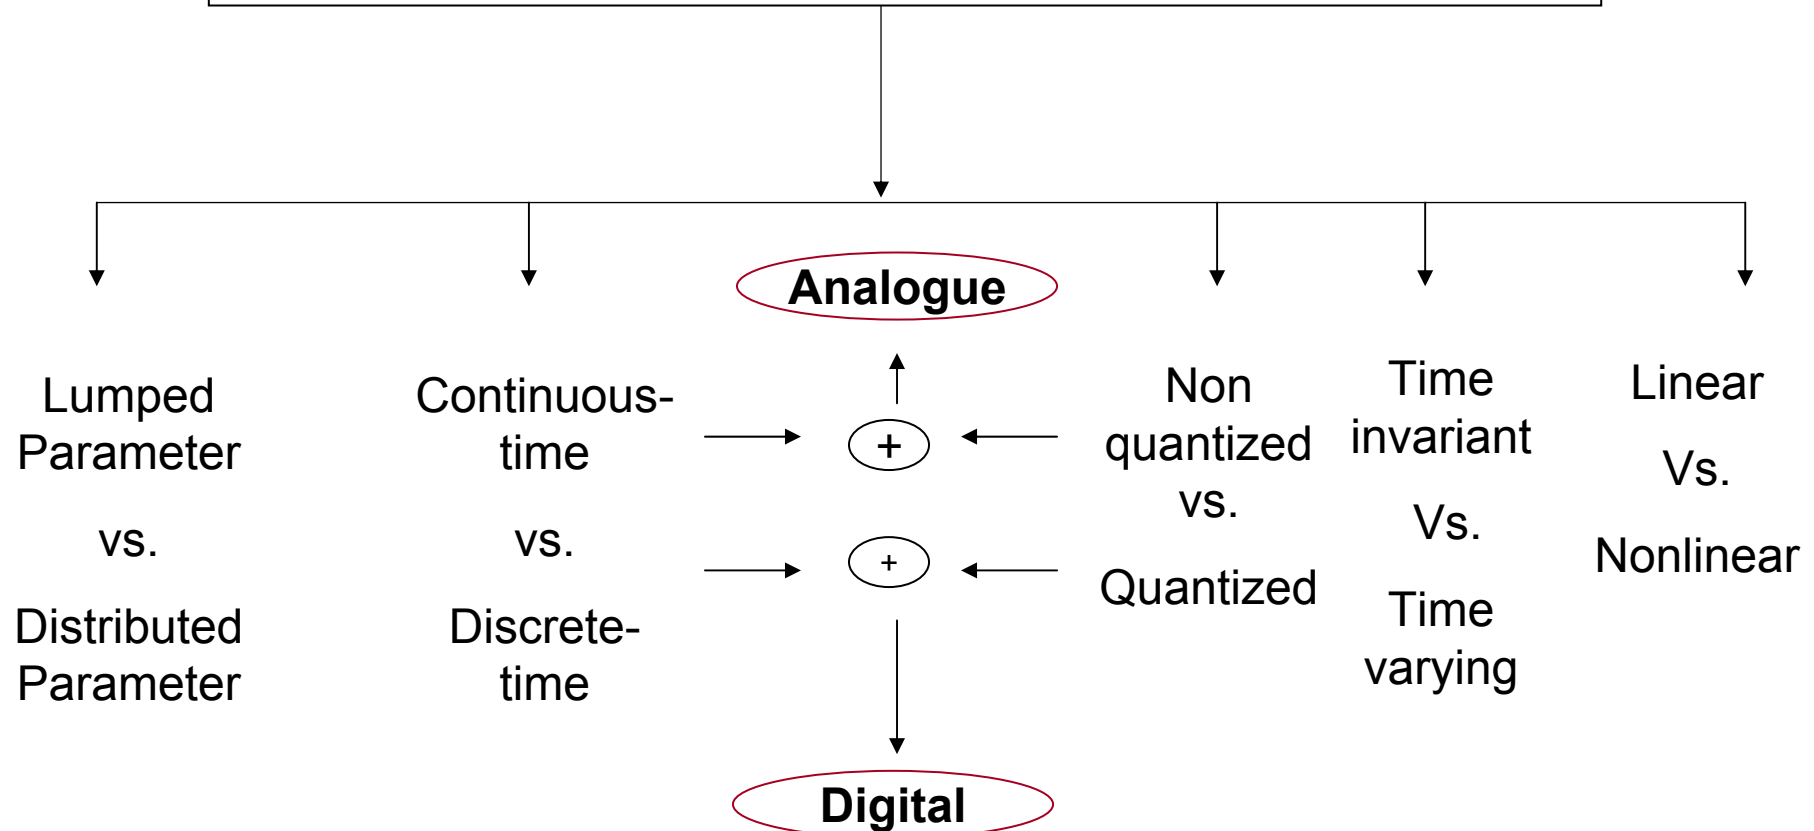 Analogue
Lumped
Parameter
vs.
Distributed
Parameter
Continuous-
time
vs.
Discrete-
time
+
+
Non
quantized
vs.
Quantized
Time
invariant
Vs.
Time
varying
Linear
Vs.
Nonlinear
Digital